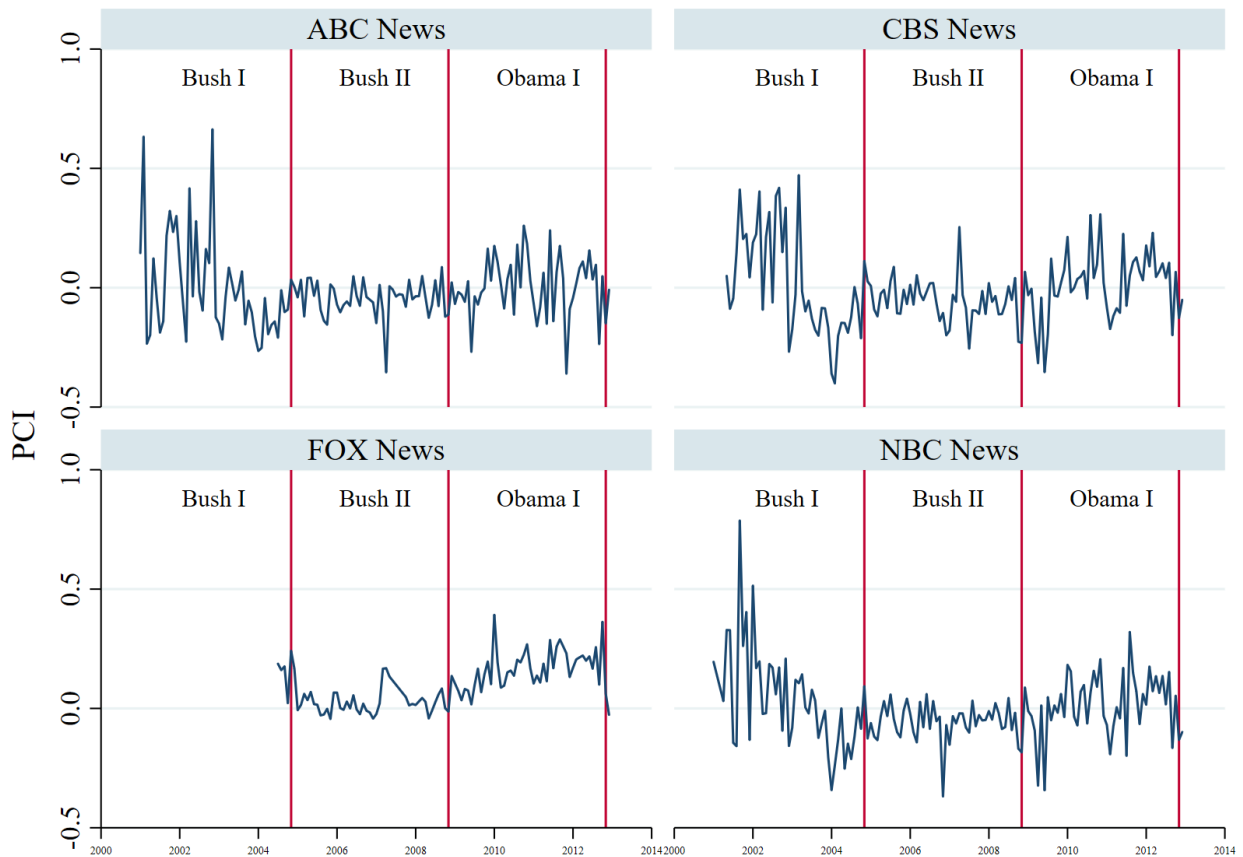 ABC News
CBS News
Bush I Bush II Obama I
Bush I Bush II Obama I
1.0
0.5
0.0
-0.5
PCI
FOX News
NBC News
Bush I Bush II Obama I
Bush I Bush II Obama I
1.0
0.5
0.0
-0.5
2000 2002 2004 2006 2008 2010 2012 2014
2000 2002 2004 2006 2008 2010 2012 2014